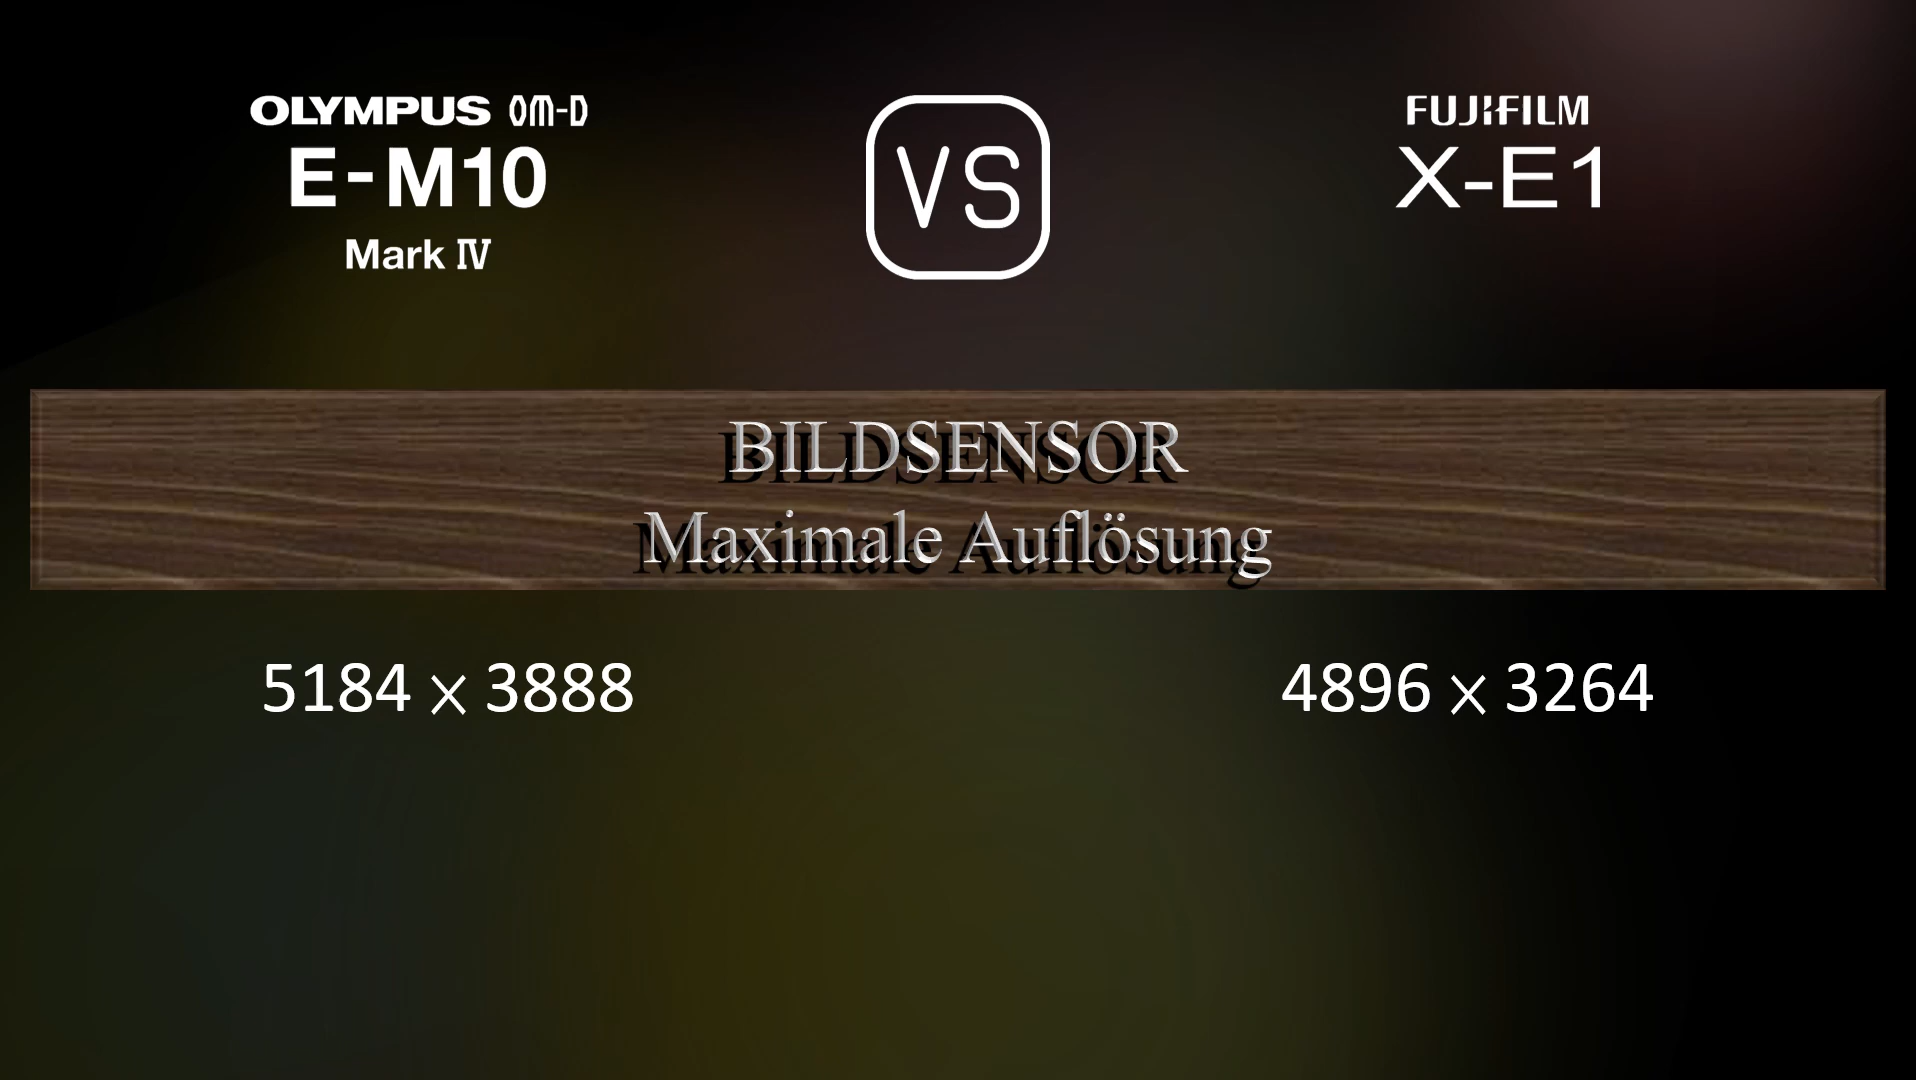 OLYMPUS OM-D
E-M10
Mark IV
VS
FUJIFILM
X-E1
BILDSENSOR
Maximale Auflösung
5184 x 3888
4896 x 3264